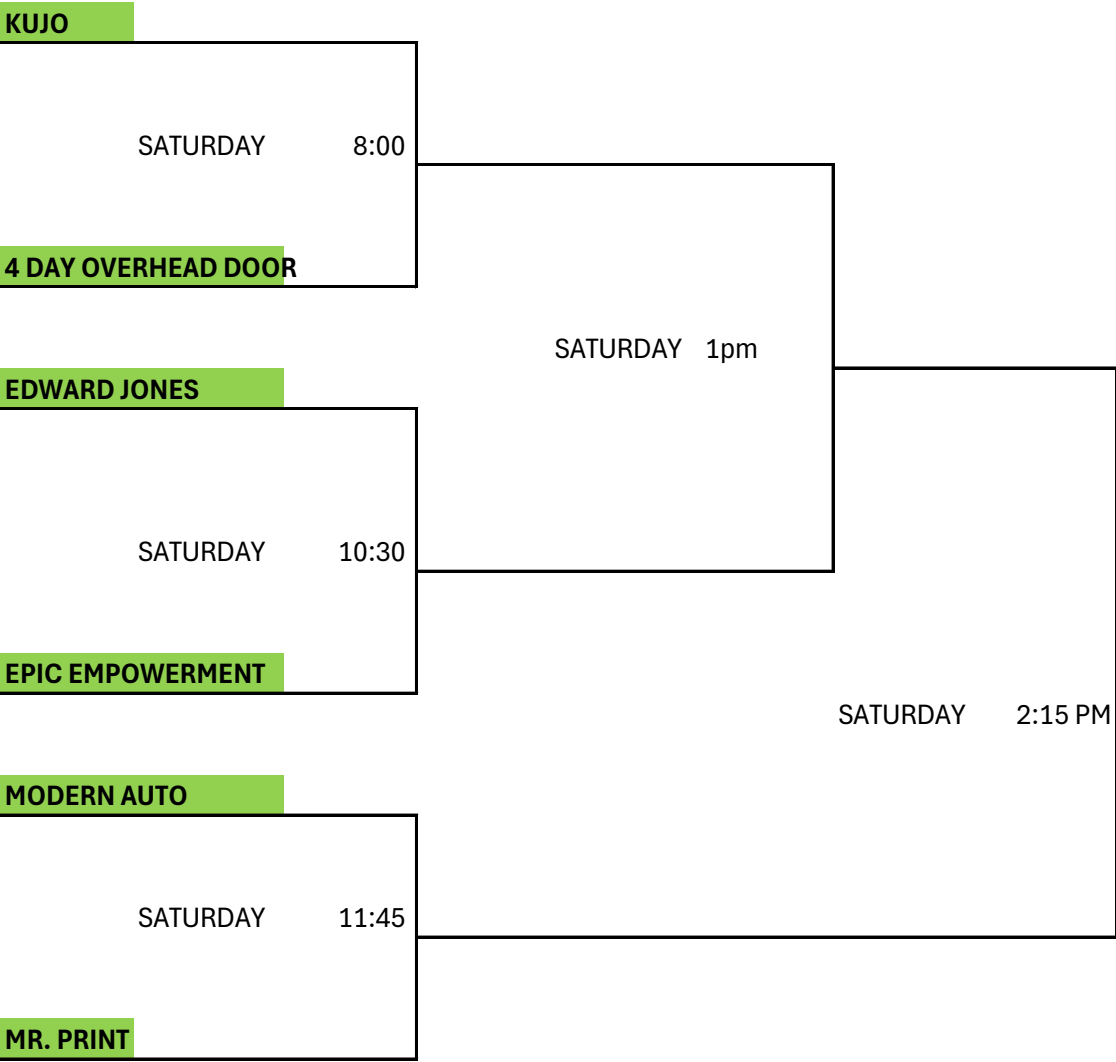 KUJO
SATURDAY 8:00
4 DAY OVERHEAD DOOR
SATURDAY 1pm
EDWARD JONES
SATURDAY 10:30
EPIC EMPOWERMENT
SATURDAY 2:15 PM
MODERN AUTO
SATURDAY 11:45
MR. PRINT